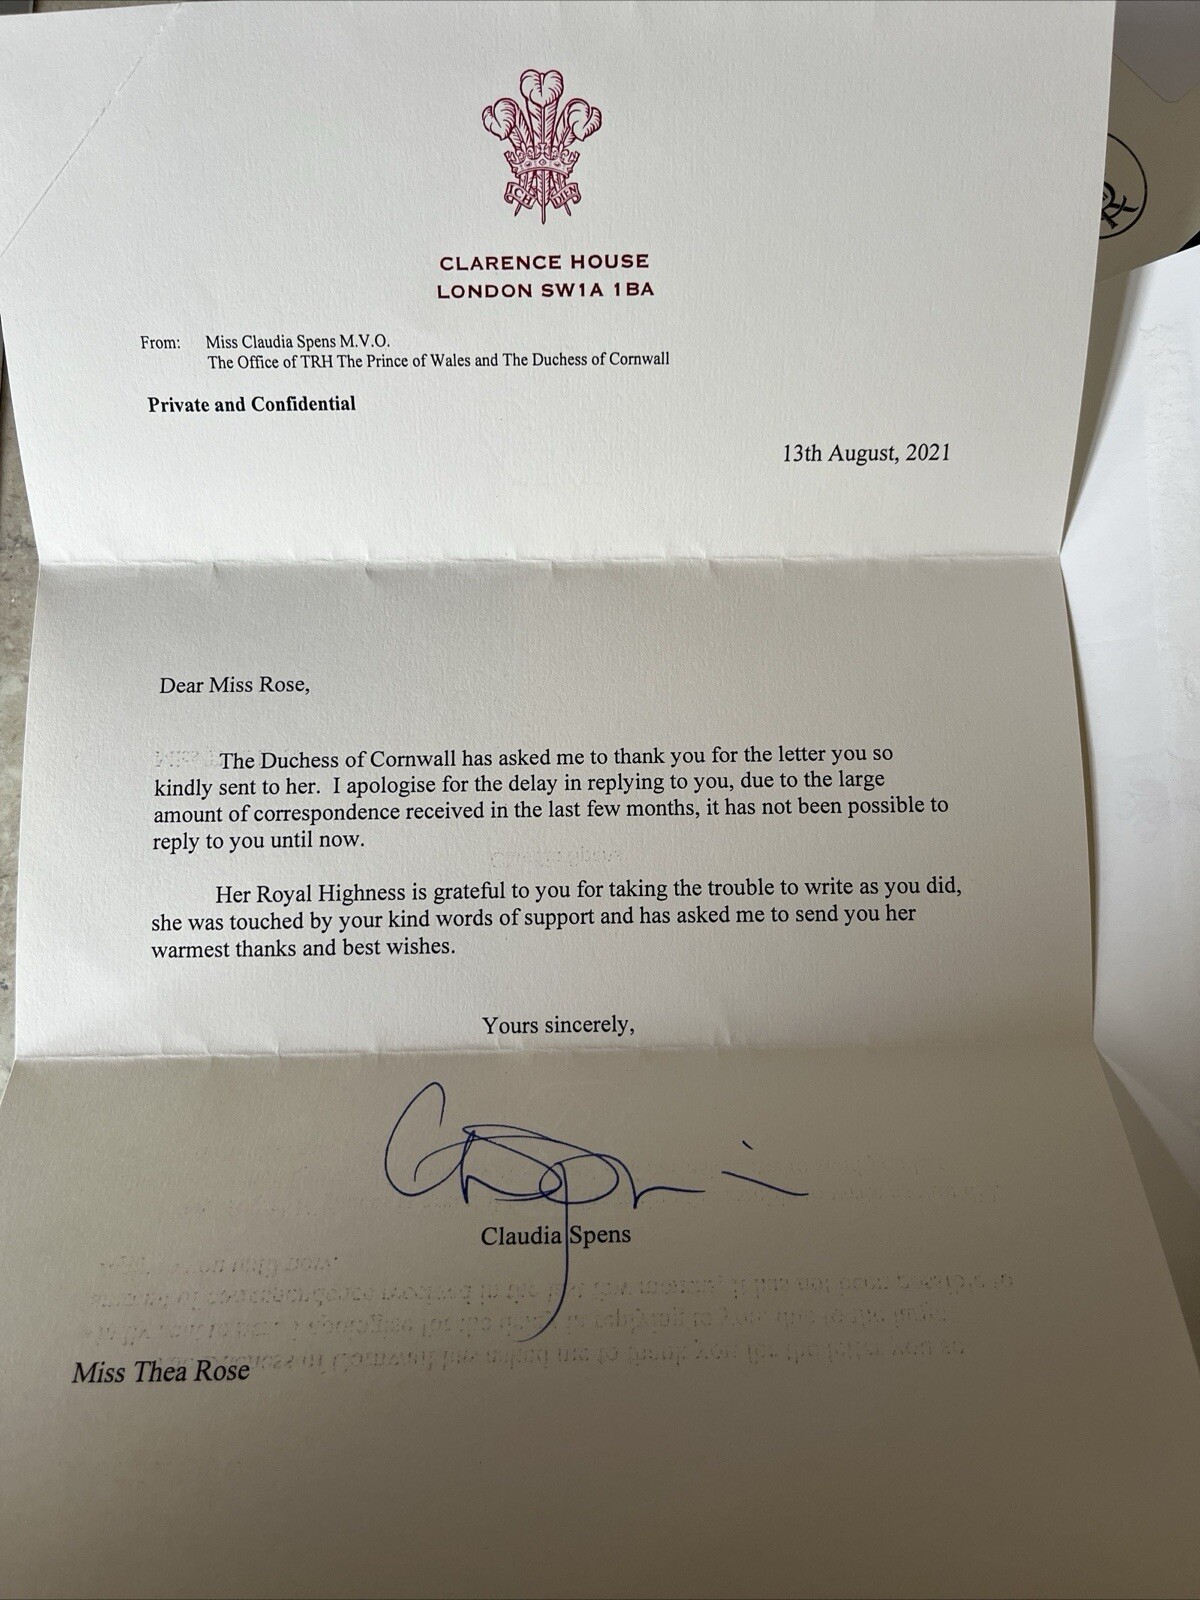 ICH DIEN
CLARENCE HOUSE
LONDON SW1A 1BA
From: Miss Claudia Spens M.V.O.
The Office of TRH The Prince of Wales and The Duchess of Cornwall
Private and Confidential
13th August, 2021
Dear Miss Rose,
The Duchess of Cornwall has asked me to thank you for the letter you so
kindly sent to her. I apologise for the delay in replying to you, due to the large
amount of correspondence received in the last few months, it has not been possible to
reply to you until now.
Her Royal Highness is grateful to you for taking the trouble to write as you did,
she was touched by your kind words of support and has asked me to send you her
warmest thanks and best wishes.
Yours sincerely,
Claudia Spens
Miss Thea Rose